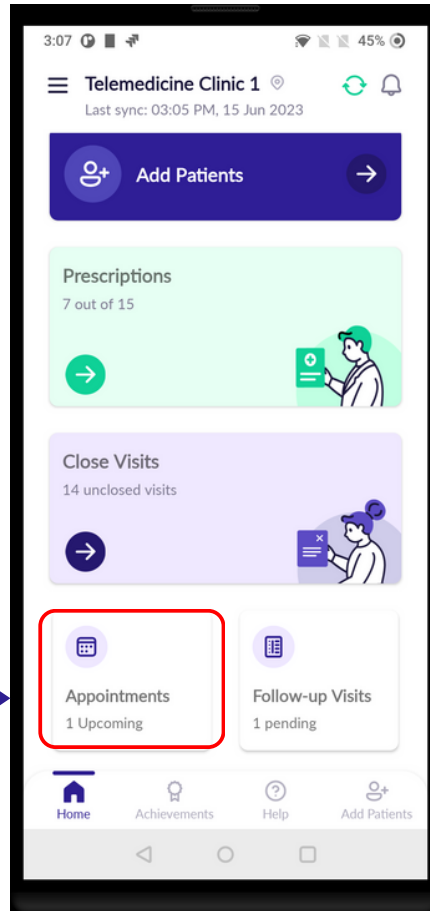 3:07 45%
Telemedicine Clinic 1
Last sync: 03:05 PM, 15 Jun 2023
Add Patients
Prescriptions
7 out of 15
Close Visits
14 unclosed visits
Appointments
1 Upcoming
Follow-up Visits
1 pending
Home Achievements Help Add Patients